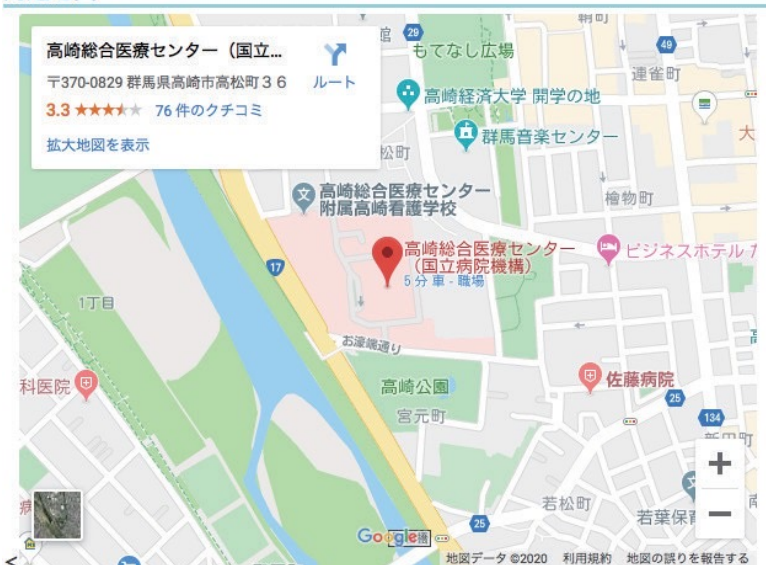 高崎総合医療センター（国立...
〒370-0829 群馬県高崎市高松町３６
ルート
3.3
76 件のクチコミ
拡大地図を表示
館
29
もてなし広場
鞘町
49
連雀町
高崎経済大学 開学の地
群馬音楽センター
大
松町
高崎総合医療センター
附属高崎看護学校
檜物町
高崎総合医療センター
（国立病院機構）
5 分 車 - 職場
ビジネスホテル
17
1丁目
お濠端通り
科医院
高崎公園
佐藤病院
宮元町
25
134
新田町
若松町
若葉保育
南
病
25
Google
地図データ ©2020
利用規約
地図の誤りを報告する
<